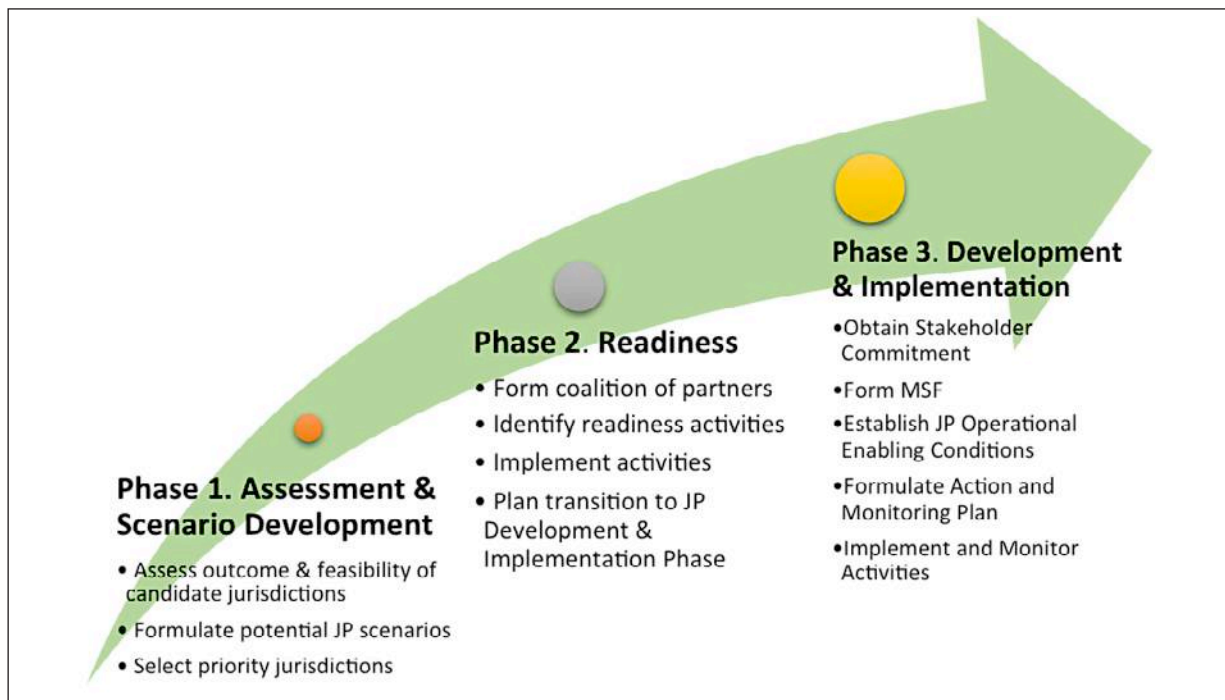 Phase 1. Assessment &
Scenario Development
• Assess outcome & feasibility of
candidate jurisdictions
• Formulate potential JP scenarios
• Select priority jurisdictions
Phase 2. Readiness
• Form coalition of partners
• Identify readiness activities
• Implement activities
• Plan transition to JP
Development &
Implementation Phase
Phase 3. Development
& Implementation
•Obtain Stakeholder
Commitment
•Form MSF
•Establish JP Operational
Enabling Conditions
•Formulate Action and
Monitoring Plan
•Implement and Monitor
Activities